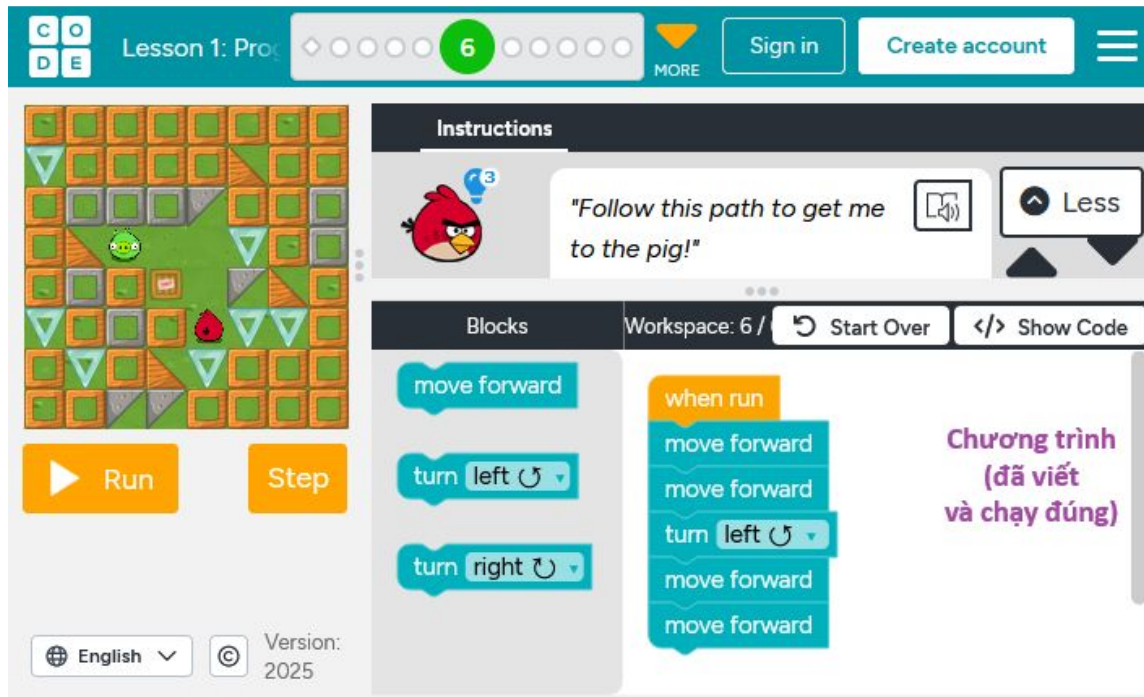 CO
DE
Lesson 1: Pro
6
MORE
Sign in
Create account
Instructions
3
"Follow this path to get me
to the pig!"
Less
Blocks
Workspace: 6 /
Start Over
</> Show Code
move forward
turn left
turn right
when run
move forward
move forward
turn left
move forward
move forward
Chương trình
(đã viết
và chạy đúng)
Run
Step
English
©
Version:
2025